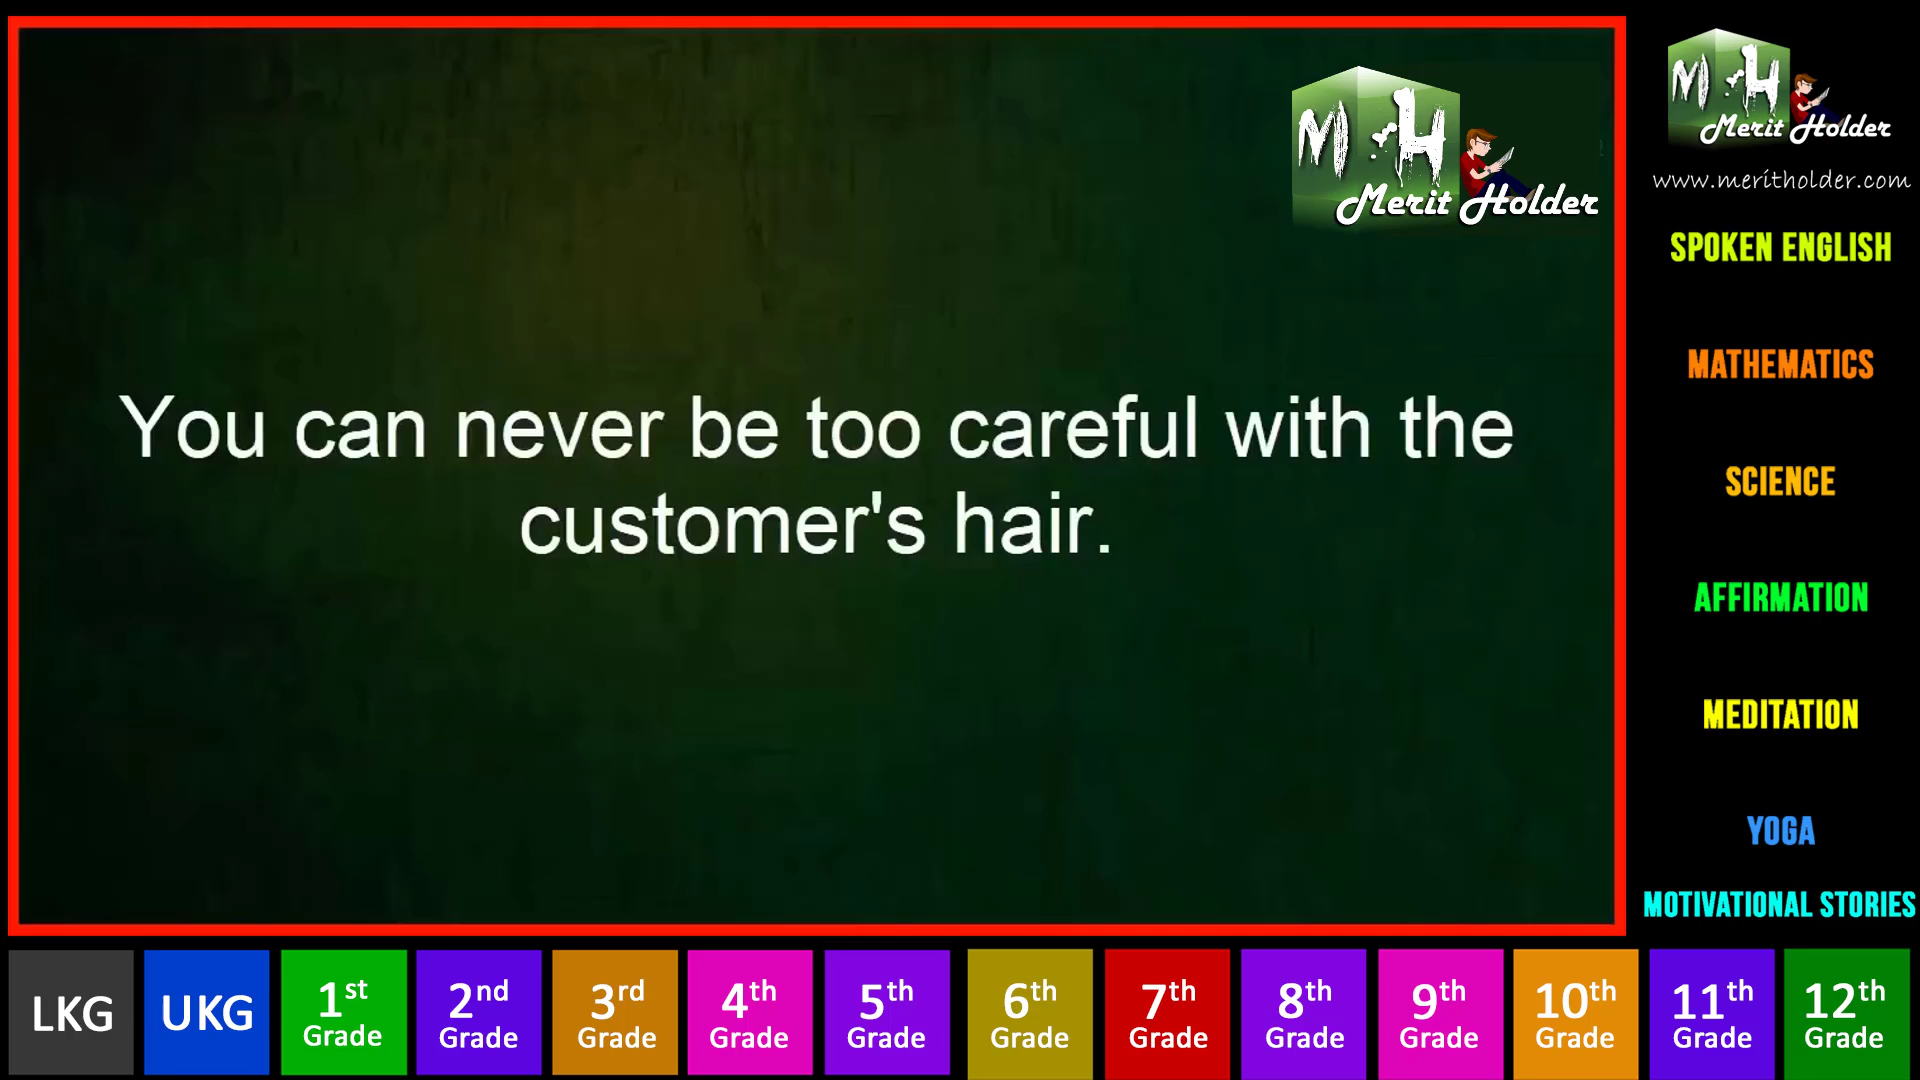 M H
Merit Holder
You can never be too careful with the
customer's hair.
M H
Merit Holder
www.meritholder.com
SPOKEN ENGLISH
MATHEMATICS
SCIENCE
AFFIRMATION
MEDITATION
YOGA
MOTIVATIONAL STORIES
LKG
UKG
1st
Grade
2nd
Grade
3rd
Grade
4th
Grade
5th
Grade
6th
Grade
7th
Grade
8th
Grade
9th
Grade
10th
Grade
11th
Grade
12th
Grade